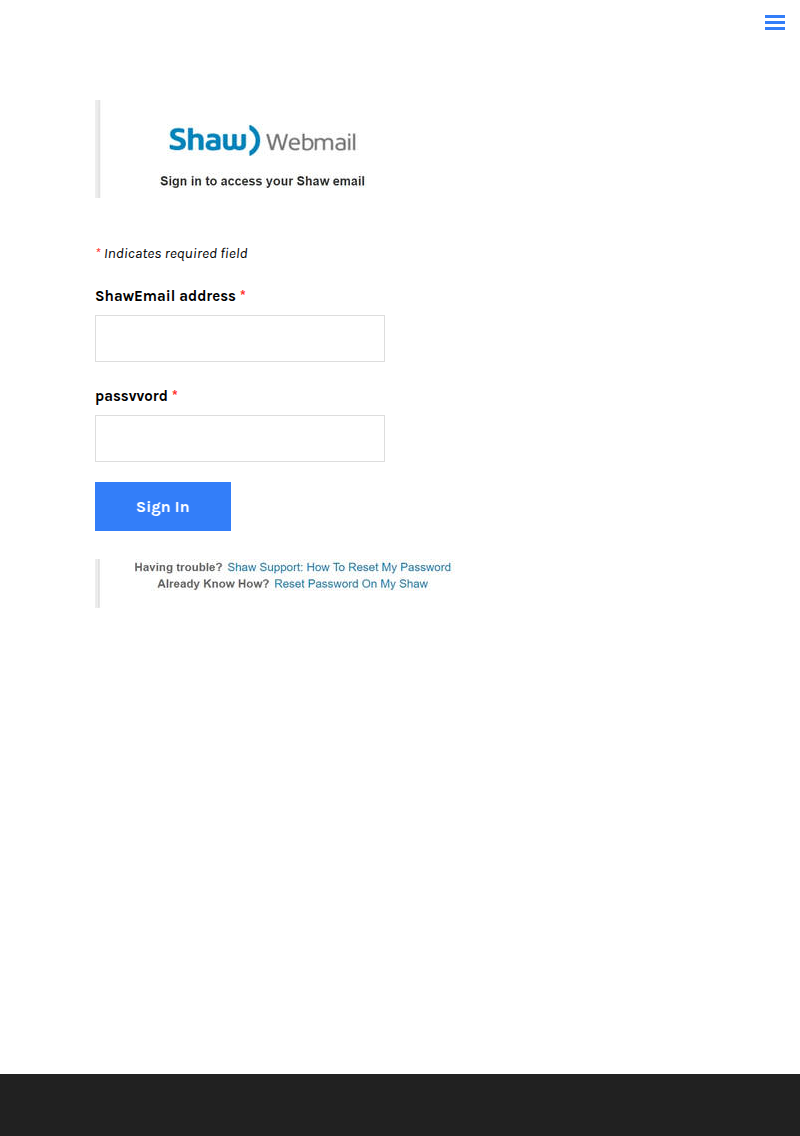 Shaw) Webmail
Sign in to access your Shaw email
* Indicates required field
ShawEmail address *
passvvord *
Sign In
Having trouble? Shaw Support: How To Reset My Password
Already Know How? Reset Password On My Shaw